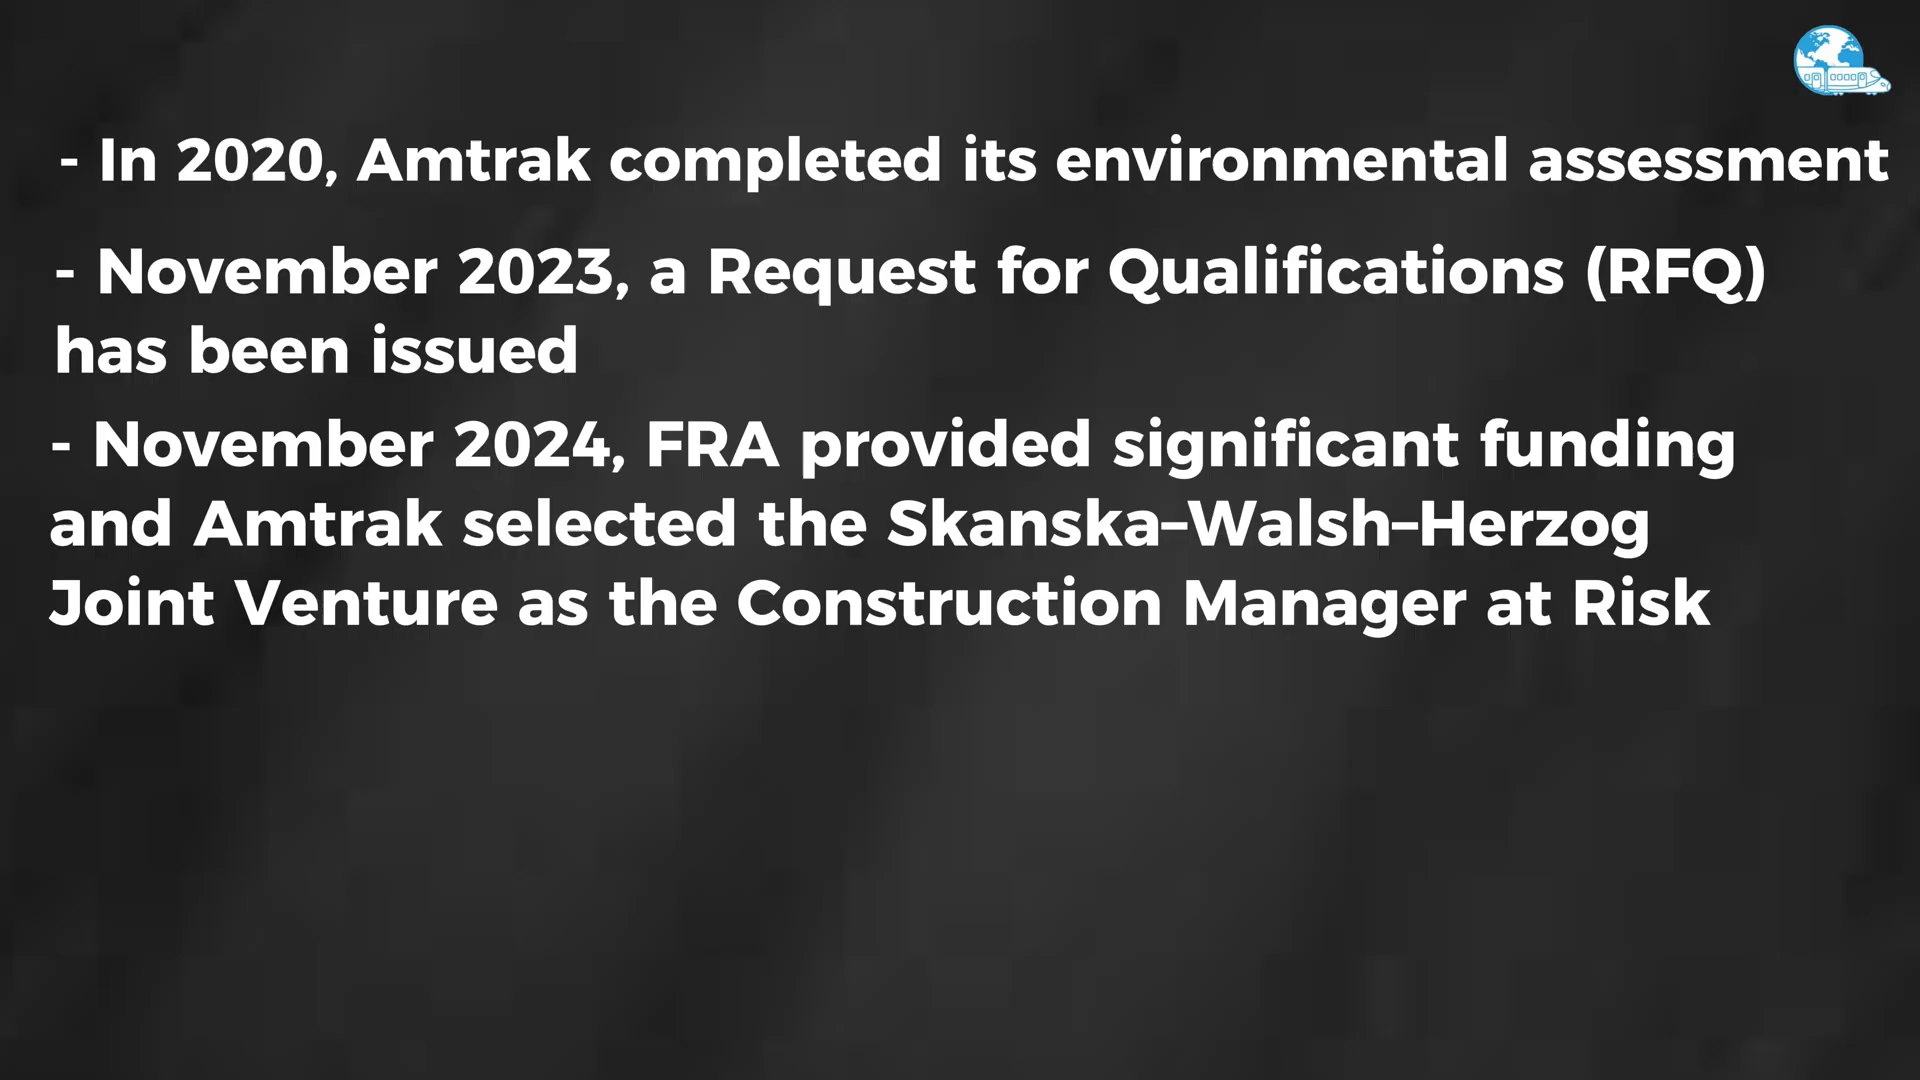 - In 2020, Amtrak completed its environmental assessment
- November 2023, a Request for Qualifications (RFQ)
has been issued
- November 2024, FRA provided significant funding
and Amtrak selected the Skanska–Walsh–Herzog
Joint Venture as the Construction Manager at Risk